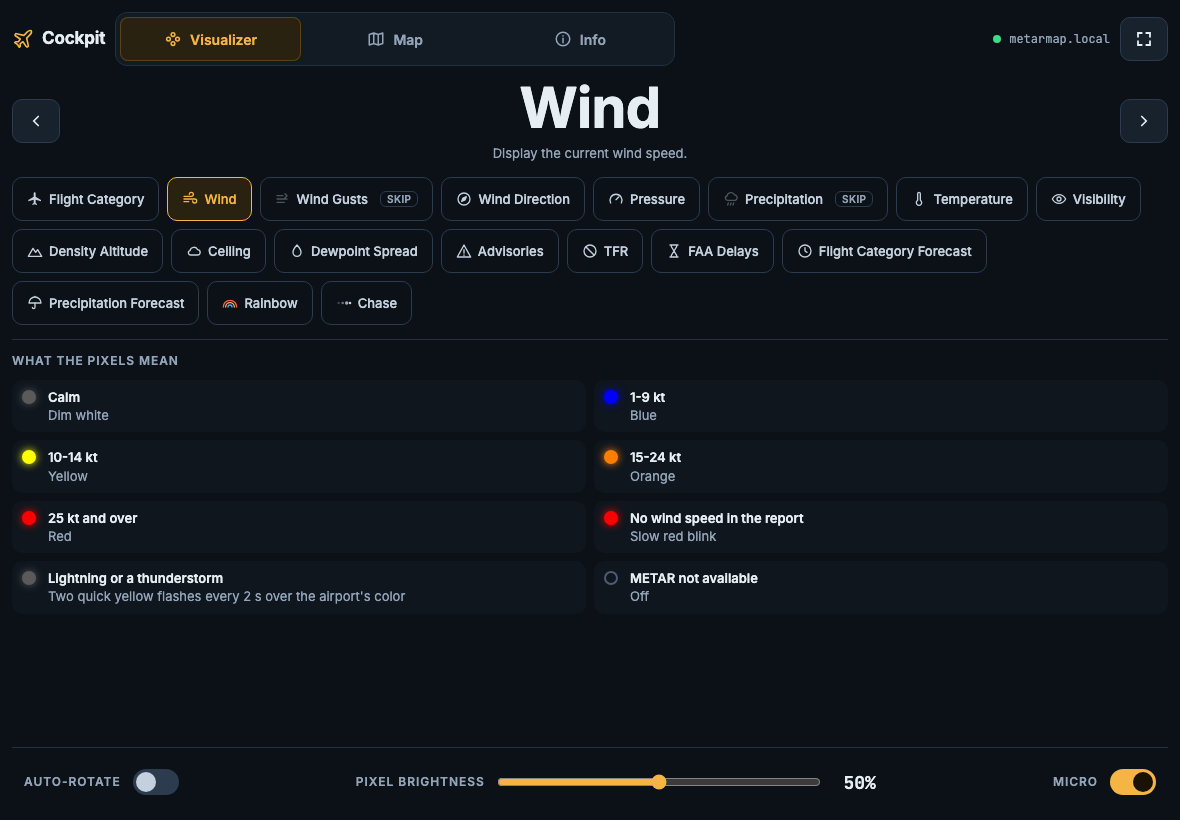 Cockpit
Visualizer
Map
Info
metarmap.local
Wind
Display the current wind speed.
Flight Category
Wind
Wind Gusts SKIP
Wind Direction
Pressure
Precipitation SKIP
Temperature
Visibility
Density Altitude
Ceiling
Dewpoint Spread
Advisories
TFR
FAA Delays
Flight Category Forecast
Precipitation Forecast
Rainbow
Chase
WHAT THE PIXELS MEAN
Calm
Dim white
1-9 kt
Blue
10-14 kt
Yellow
15-24 kt
Orange
25 kt and over
Red
No wind speed in the report
Slow red blink
Lightning or a thunderstorm
Two quick yellow flashes every 2 s over the airport's color
METAR not available
Off
AUTO-ROTATE
PIXEL BRIGHTNESS
50%
MICRO